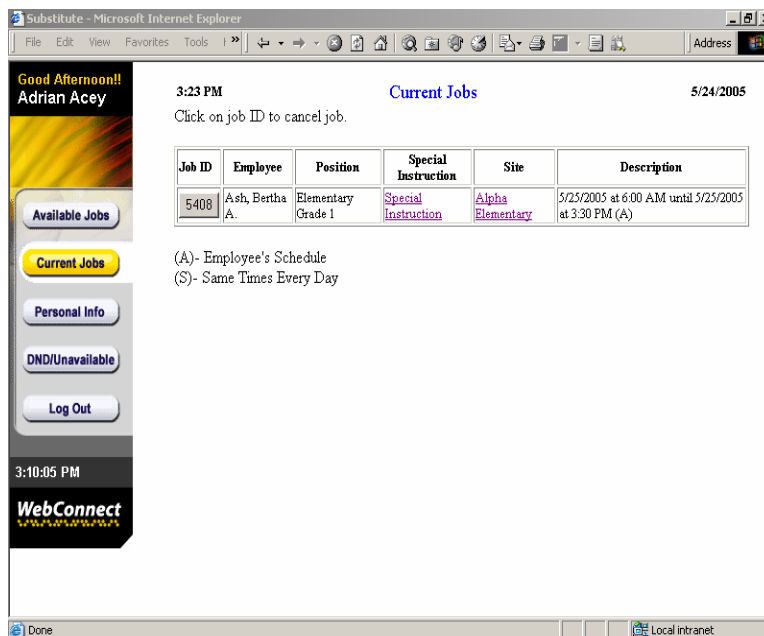 Substitute - Microsoft Internet Explorer
File Edit View Favorites Tools » Address
Good Afternoon!!
Adrian Acey
3:23 PM Current Jobs 5/24/2005
Click on job ID to cancel job.
Job ID Employee Position Special Instruction Site Description
5408 Ash, Bertha A. Elementary Grade 1 Special Instruction Alpha Elementary 5/25/2005 at 6:00 AM until 5/25/2005 at 3:30 PM (A)
(A)- Employee's Schedule
(S)- Same Times Every Day
Available Jobs
Current Jobs
Personal Info
DND/Unavailable
Log Out
3:10:05 PM
WebConnect
Done Local intranet